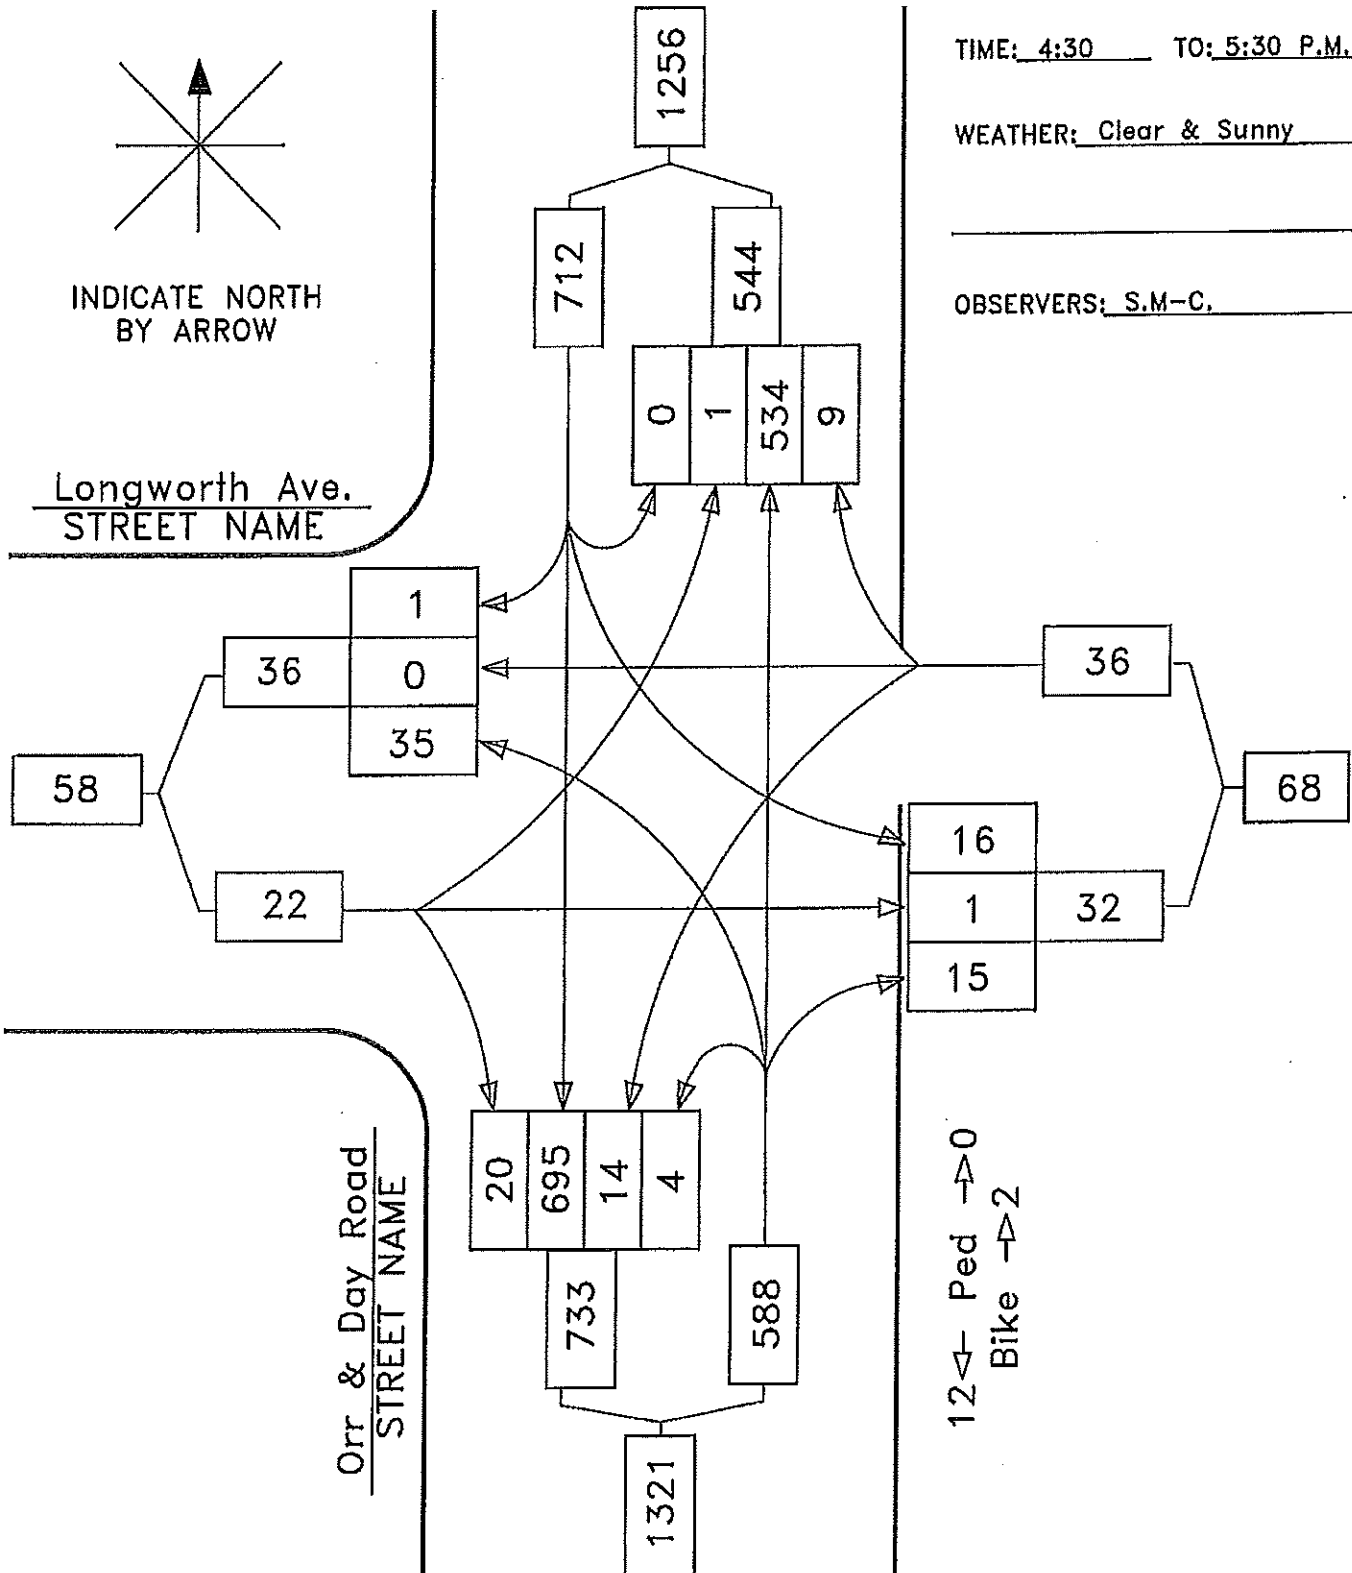 TIME: 4:30 TO: 5:30 P.M.
WEATHER: Clear & Sunny
OBSERVERS: S.M-C.
INDICATE NORTH
BY ARROW
Longworth Ave.
STREET NAME
1256
712
544
0
1
534
9
1
36
0
35
58
22
36
68
16
1
32
15
20
695
14
4
733
588
1321
Orr & Day Road
STREET NAME
12 Ped 0
Bike 2